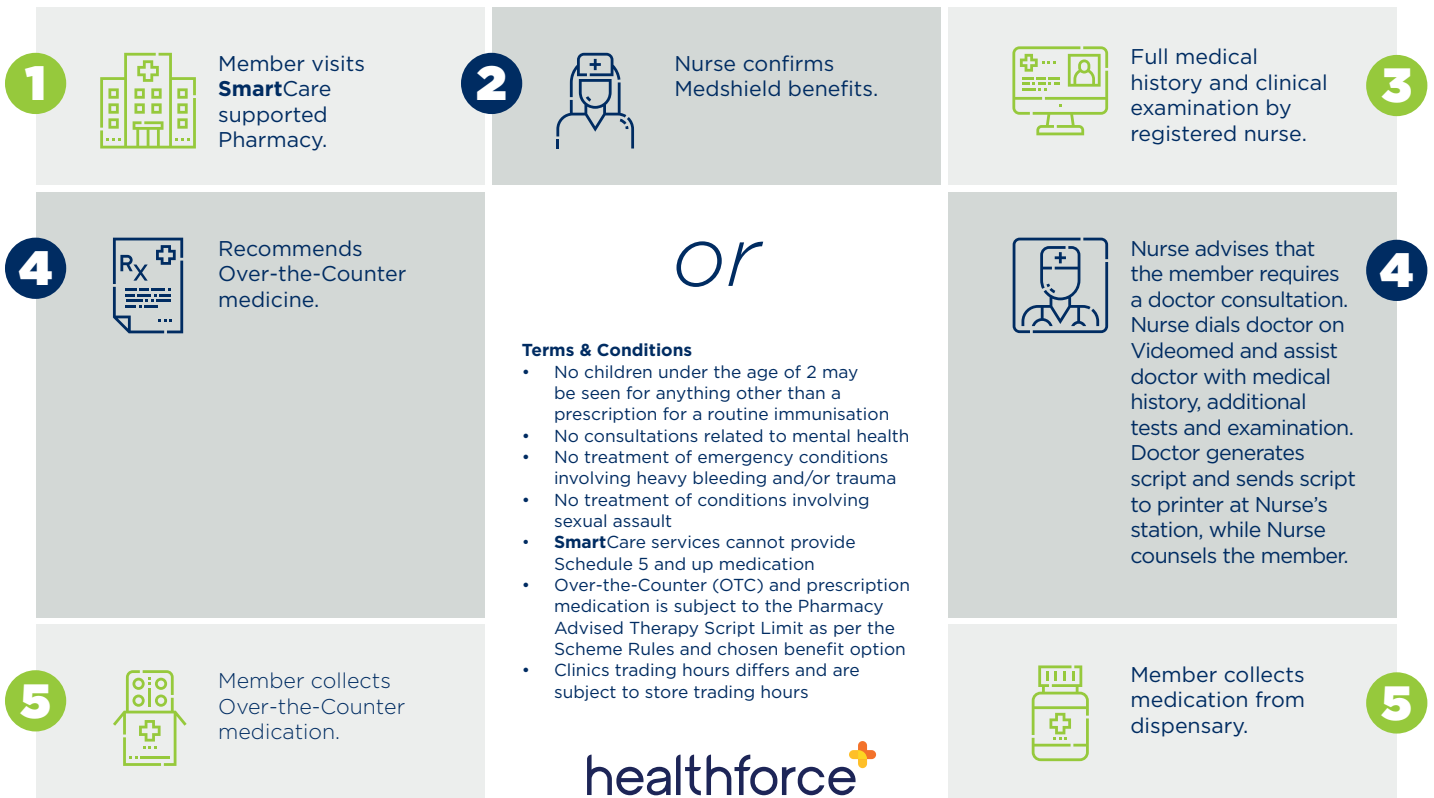 1
Member visits
SmartCare
supported
Pharmacy.
2
Nurse confirms
Medshield benefits.
3
Full medical
history and clinical
examination by
registered nurse.
4
Rx
Recommends
Over-the-Counter
medicine.
or
4
Nurse advises that
the member requires
a doctor consultation.
Nurse dials doctor on
Videomed and assist
doctor with medical
history, additional
tests and examination.
Doctor generates
script and sends script
to printer at Nurse's
station, while Nurse
counsels the member.
Terms & Conditions
• No children under the age of 2 may
be seen for anything other than a
prescription for a routine immunisation
• No consultations related to mental health
• No treatment of emergency conditions
involving heavy bleeding and/or trauma
• No treatment of conditions involving
sexual assault
• SmartCare services cannot provide
Schedule 5 and up medication
• Over-the-Counter (OTC) and prescription
medication is subject to the Pharmacy
Advised Therapy Script Limit as per the
Scheme Rules and chosen benefit option
• Clinics trading hours differs and are
subject to store trading hours
5
Member collects
Over-the-Counter
medication.
5
Member collects
medication from
dispensary.
healthforce